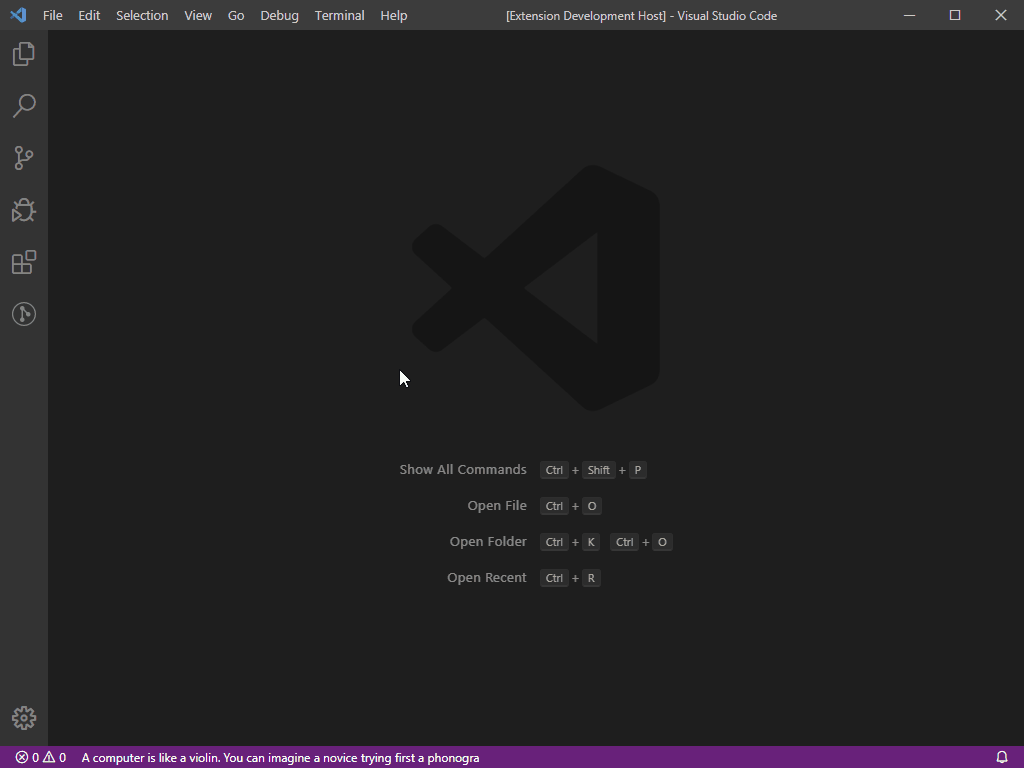 File Edit Selection View Go Debug Terminal Help [Extension Development Host] - Visual Studio Code
Show All Commands Ctrl + Shift + P
Open File Ctrl + O
Open Folder Ctrl + K Ctrl + O
Open Recent Ctrl + R
0 0 A computer is like a violin. You can imagine a novice trying first a phonogra